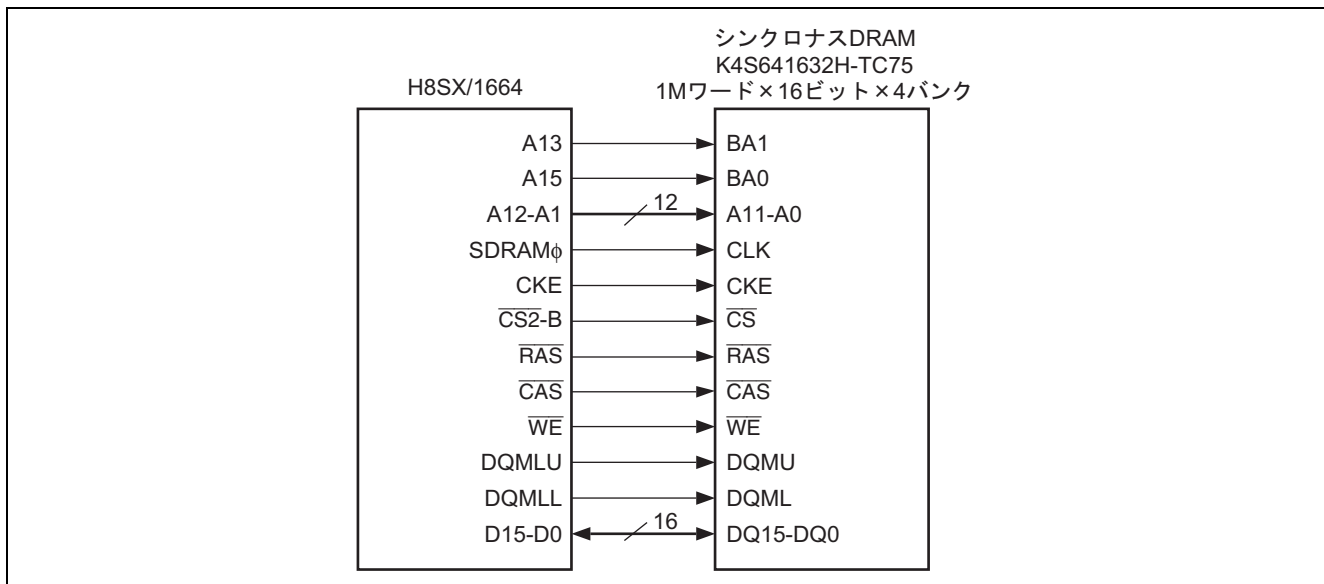 シンクロナスDRAM
K4S641632H-TC75
1Mワード×16ビット×4バンク
H8SX/1664
A13 BA1
A15 BA0
A12-A1 12 A11-A0
SDRAMφ CLK
CKE CKE
CS2-B CS
RAS RAS
CAS CAS
WE WE
DQMLU DQMU
DQMLL DQML
D15-D0 16 DQ15-DQ0